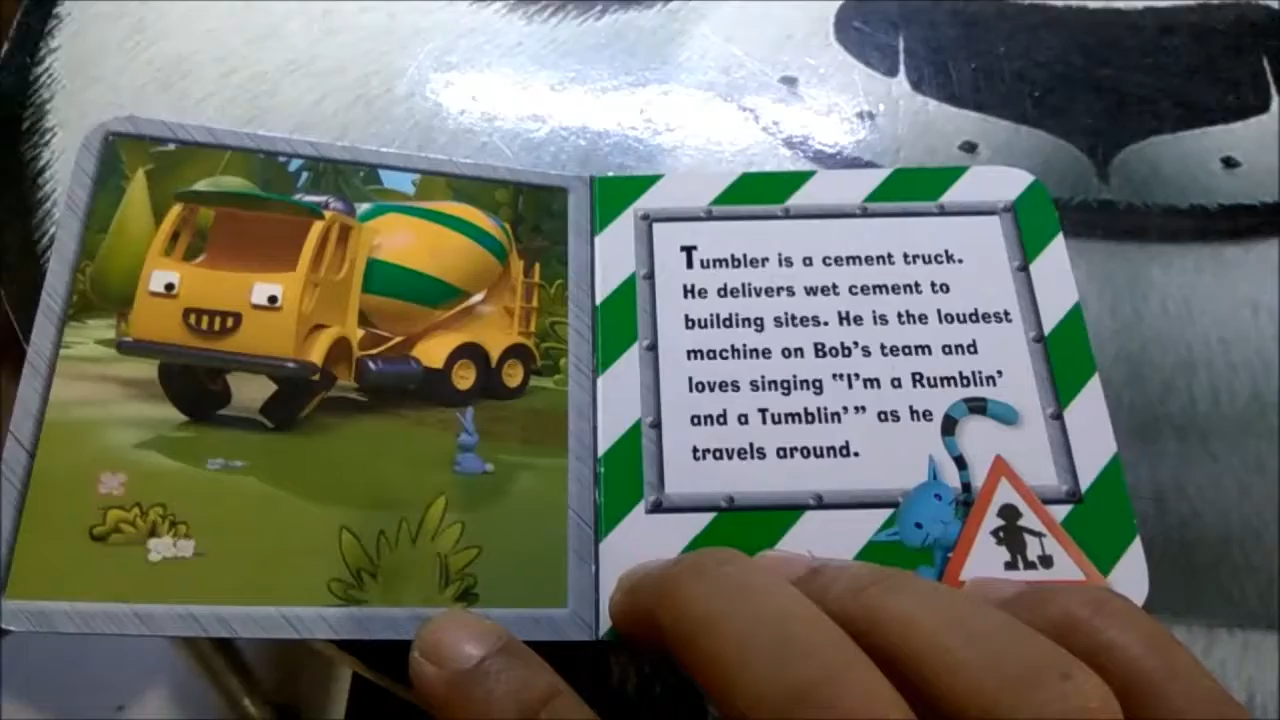 Tumbler is a cement truck.
He delivers wet cement to
building sites. He is the loudest
machine on Bob's team and
loves singing "I'm a Rumblin'
and a Tumblin'" as he
travels around.